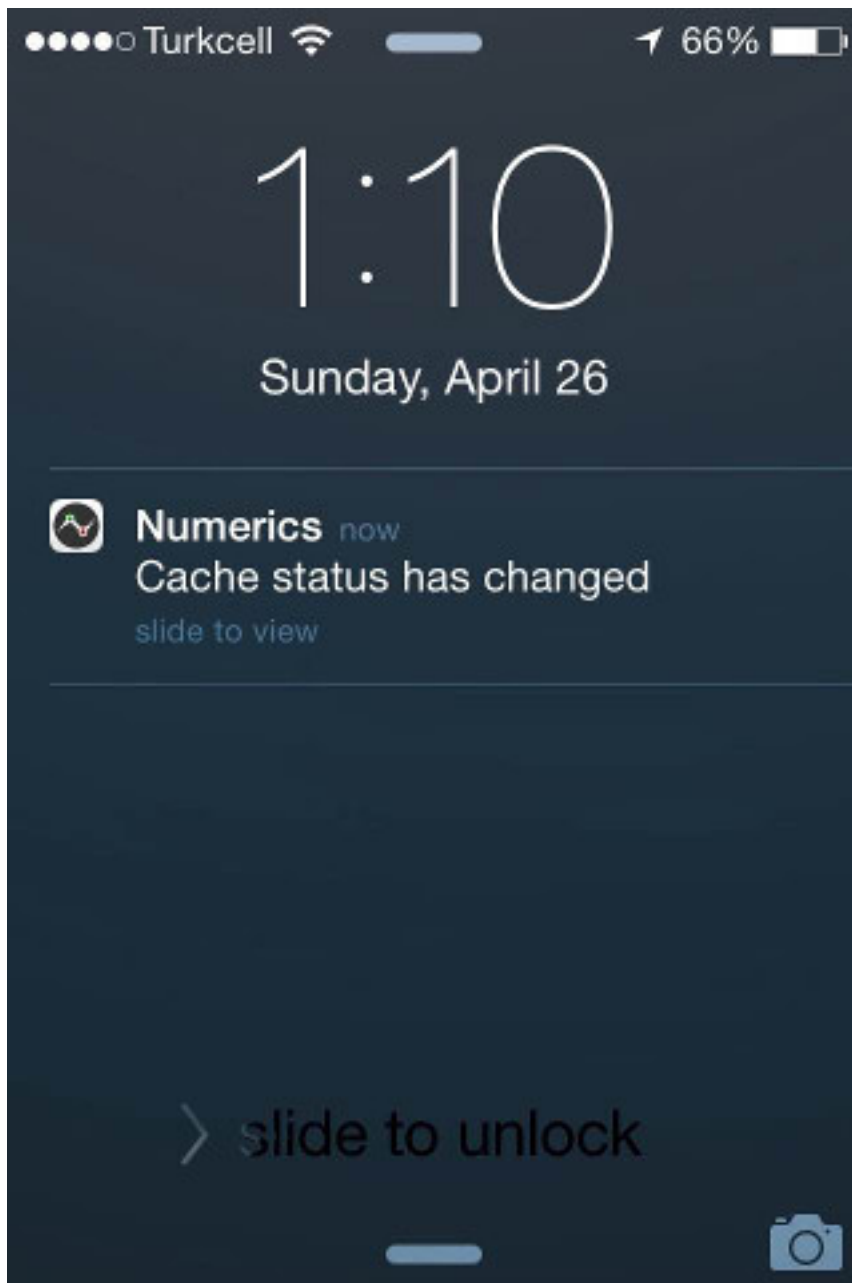 Turkcell 66%
1:10
Sunday, April 26
Numerics now
Cache status has changed
slide to view
slide to unlock